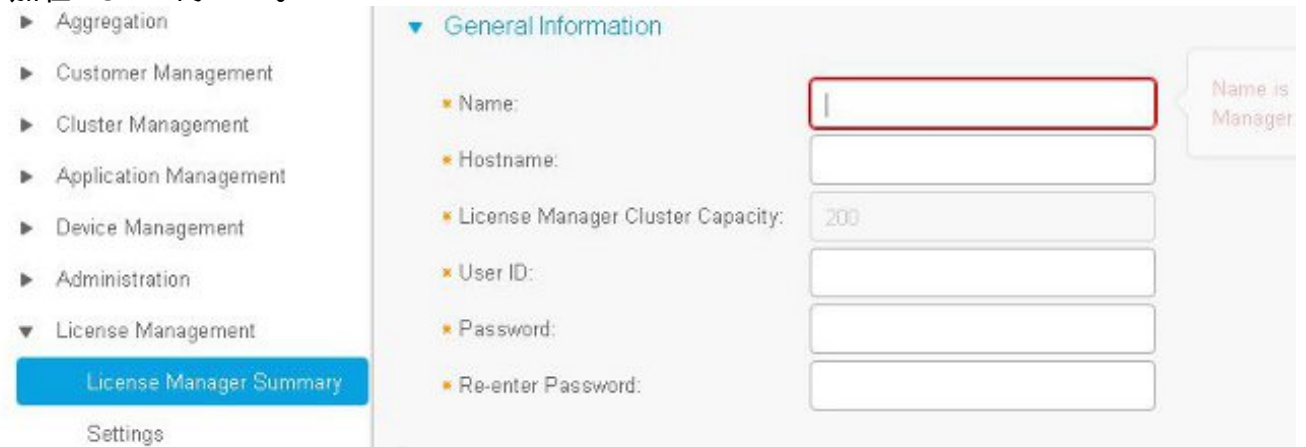 Aggregation
Customer Management
Cluster Management
Application Management
Device Management
Administration
License Management
License Manager Summary
Settings
General Information
* Name:
Name is
Manager
* Hostname:
* License Manager Cluster Capacity: 200
* User ID:
* Password:
* Re-enter Password: